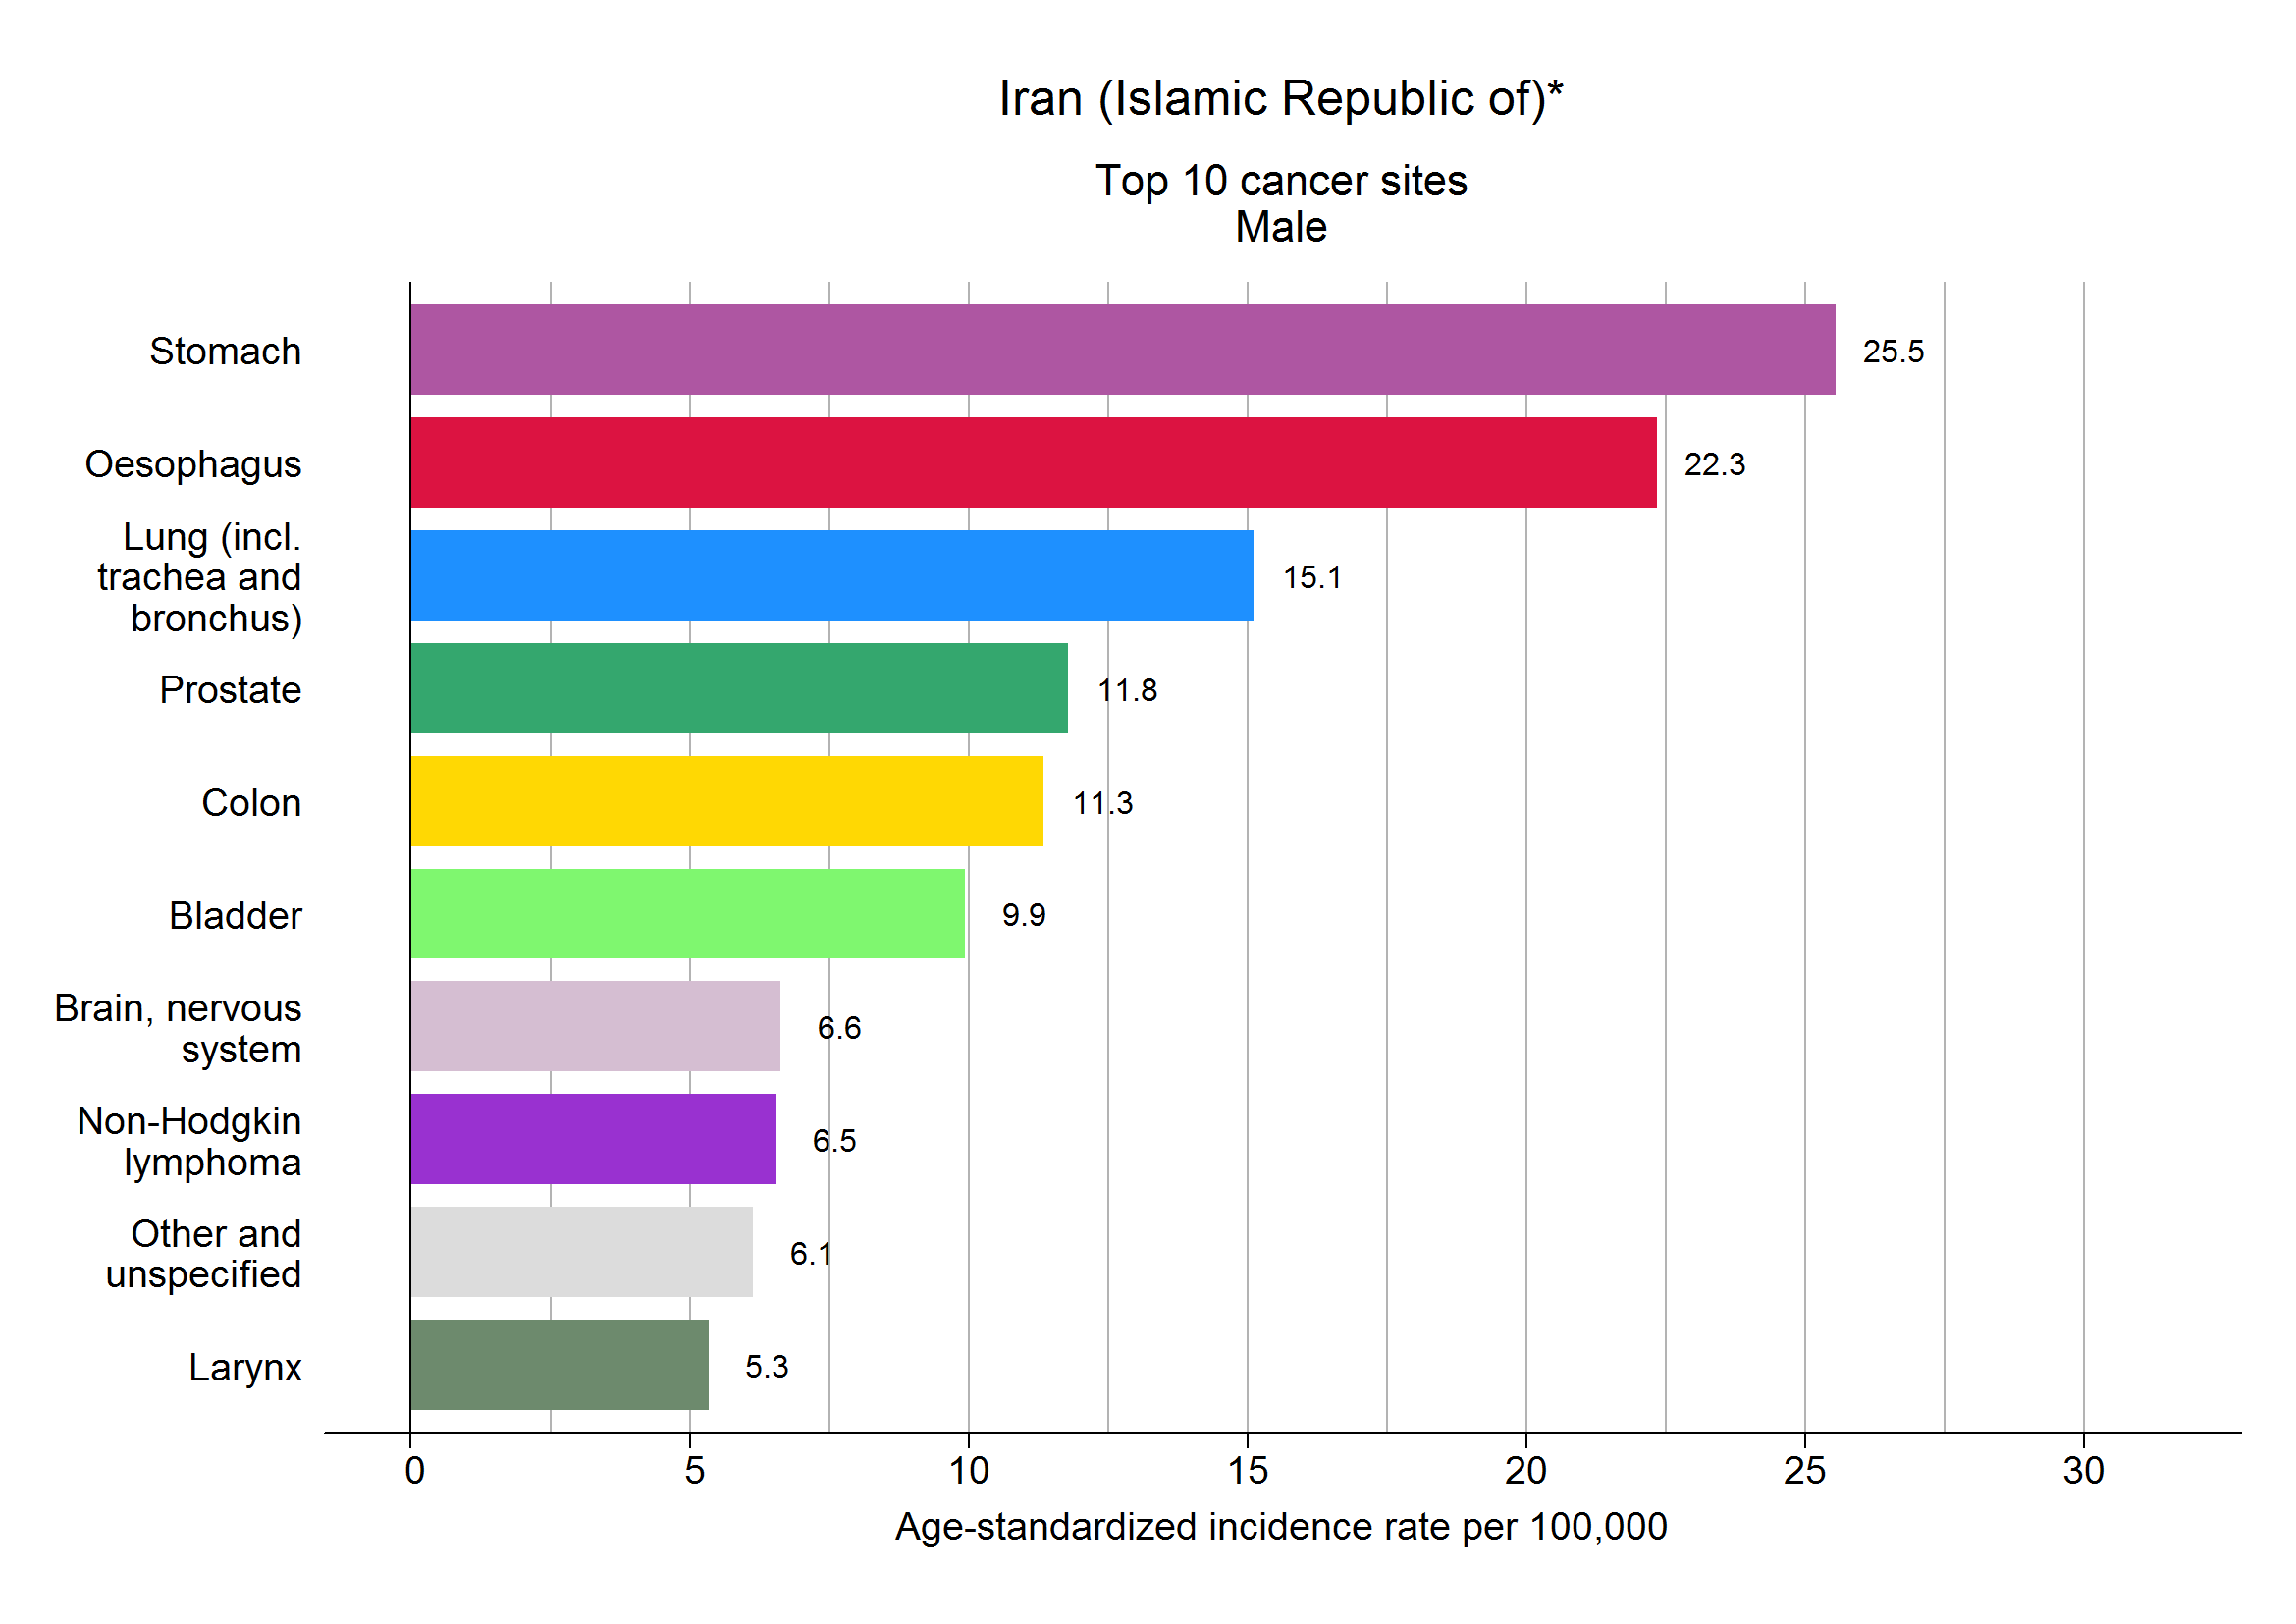 Iran (Islamic Republic of)*
Top 10 cancer sites
Male
Stomach
25.5
Oesophagus
22.3
Lung (incl.
trachea and
bronchus)
15.1
Prostate
11.8
Colon
11.3
Bladder
9.9
Brain, nervous
system
6.6
Non-Hodgkin
lymphoma
6.5
Other and
unspecified
6.1
Larynx
5.3
0 5 10 15 20 25 30
Age-standardized incidence rate per 100,000